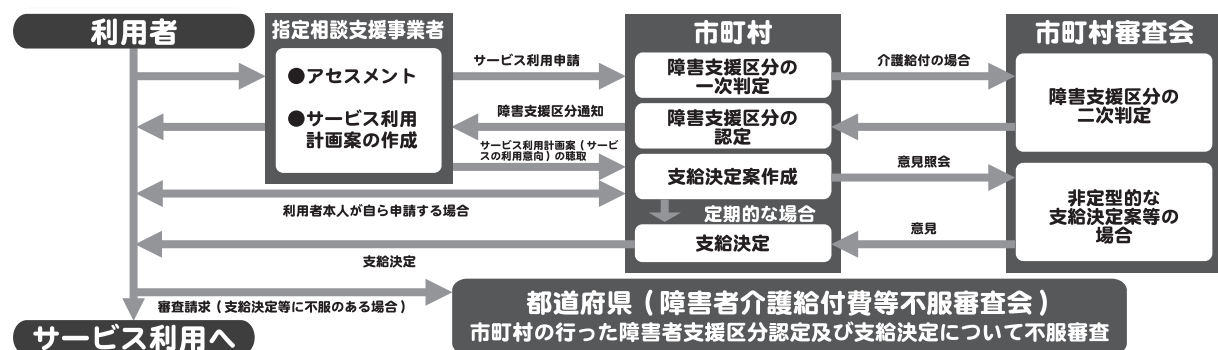 利用者
指定相談支援事業者
●アセスメント
●サービス利用
計画案の作成
サービス利用申請
障害支援区分通知
サービス利用計画案(サービ
スの利用意向)の聴取
利用者本人が自ら申請する場合
支給決定
審査請求(支給決定等に不服のある場合)
サービス利用へ
市町村
障害支援区分の
一次判定
障害支援区分の
認定
支給決定案作成
定期的な場合
支給決定
介護給付の場合
意見照会
意見
市町村審査会
障害支援区分の
二次判定
非定型的な
支給決定案等の
場合
都道府県(障害者介護給付費等不服審査会)
市町村の行った障害者支援区分認定及び支給決定について不服審査